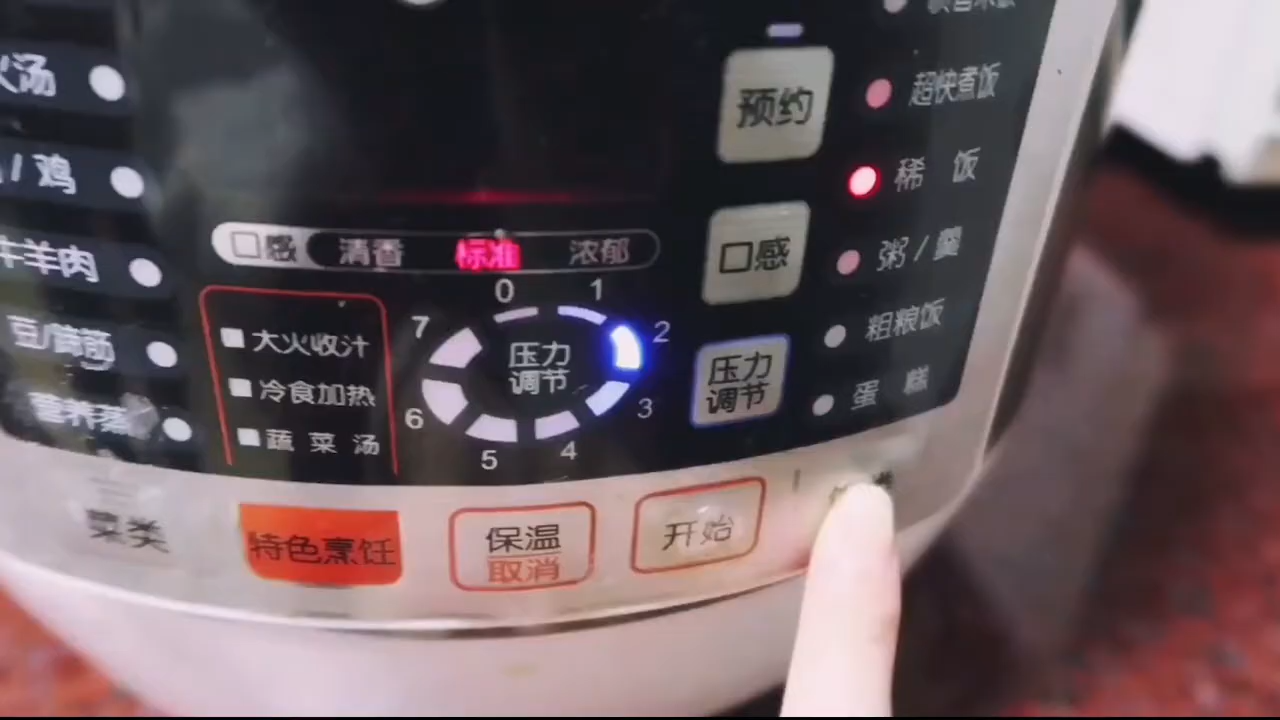 预约
超快煮饭
稀饭
粥/羹
粗粮饭
蛋糕
火汤
/鸡
牛羊肉
豆/蹄筋
营养蒸
口感 清香 标准 浓郁
口感
大火收汁
冷食加热
蔬菜汤
0
1
2
3
4
5
6
7
压力
调节
压力
调节
菜类
特色烹饪
保温
取消
开始